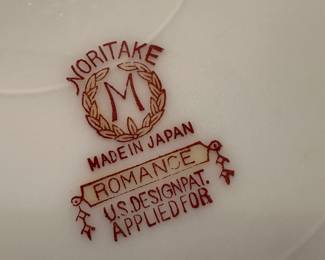 NORITAKE
M
MADE IN JAPAN
ROMANCE
U.S. DESIGN PAT.
APPLIED FOR